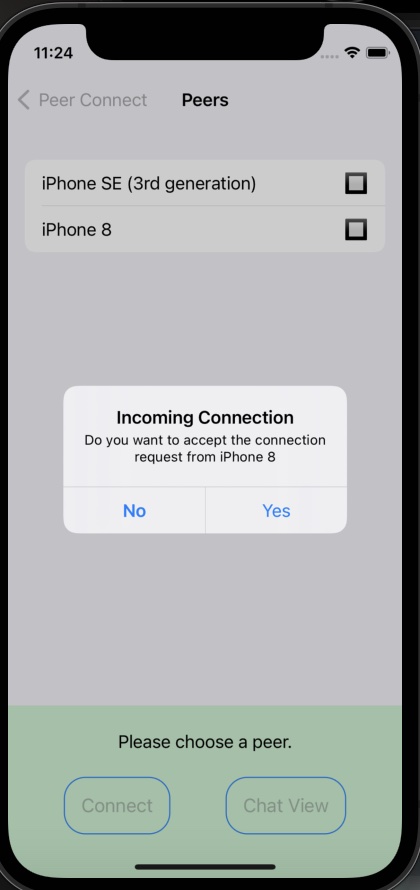 11:24
Peer Connect Peers
iPhone SE (3rd generation)
iPhone 8
Incoming Connection
Do you want to accept the connection
request from iPhone 8
No Yes
Please choose a peer.
Connect Chat View